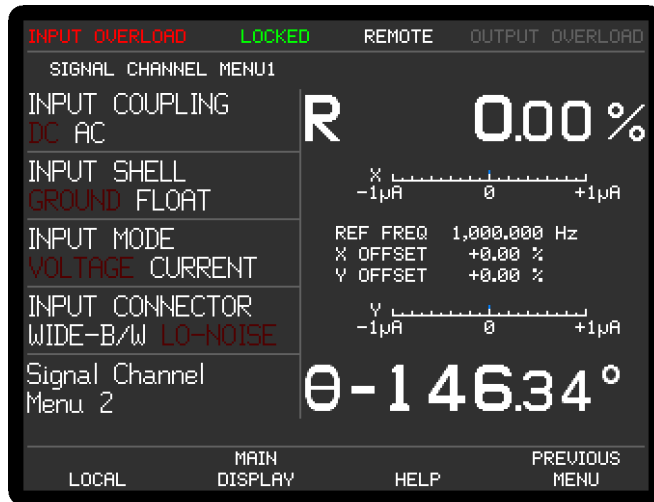 INPUT OVERLOAD LOCKED REMOTE OUTPUT OVERLOAD
SIGNAL CHANNEL MENU1
INPUT COUPLING
DC AC
INPUT SHELL
GROUND FLOAT
INPUT MODE
VOLTAGE CURRENT
INPUT CONNECTOR
WIDE-B/W LO-NOISE
Signal Channel
Menu 2
R 0.00 %
X
-1µA 0 +1µA
REF FREQ 1,000.000 Hz
X OFFSET +0.00 %
Y OFFSET +0.00 %
Y
-1µA 0 +1µA
θ-146.34°
LOCAL
MAIN
DISPLAY
HELP
PREVIOUS
MENU